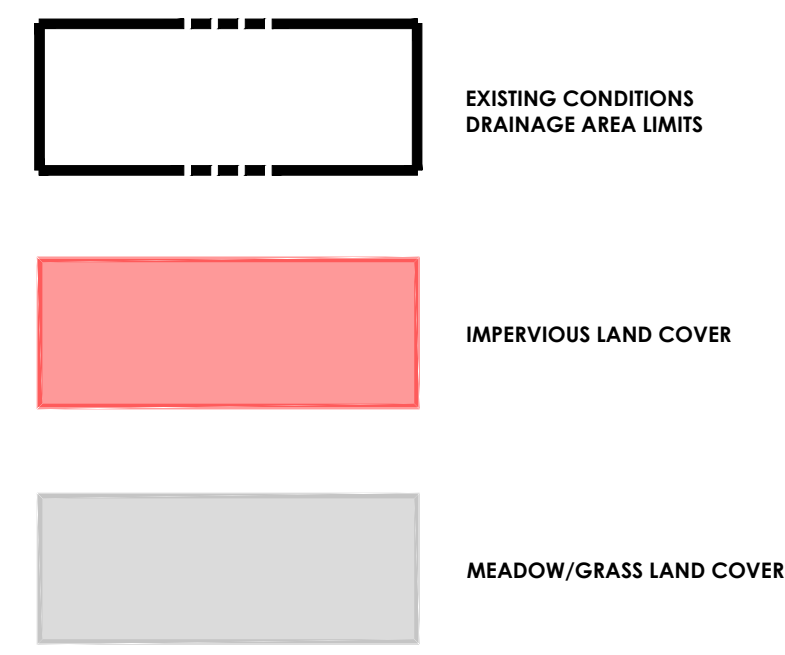 EXISTING CONDITIONS
DRAINAGE AREA LIMITS
IMPERVIOUS LAND COVER
MEADOW/GRASS LAND COVER